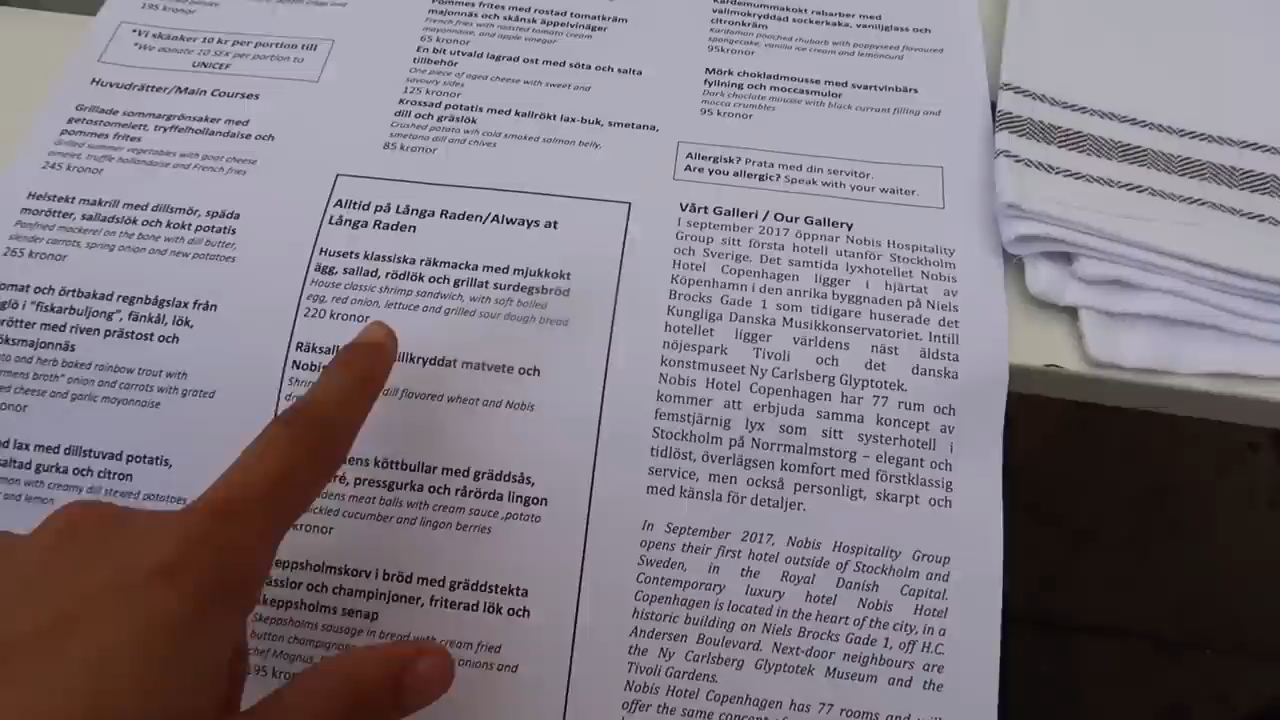 195 kronor
*Vi skänker 10 kr per portion till
*We donate 10 SEK per portion to
UNICEF
Huvudrätter/Main Courses
Grillade sommargrönsaker med
getostomelett, tryffelhollandaise och
pommes frites
Grilled summer vegetables with goat cheese
omelet, truffle hollandaise and French fries
245 kronor
Helstekt makrill med dillsmör, späda
morötter, salladslök och kokt potatis
Panfried mackerel on the bone with dill butter,
slender carrots, spring onion and new potatoes
265 kronor
omat och örtbakad regnbågslax från
glö i "fiskarbuljong", fänkål, lök,
rötter med riven prästost och
öksmajonnäs
to and herb baked rainbow trout with
rmens broth" onion and carrots with grated
ed cheese and garlic mayonnaise
onor
d lax med dillstuvad potatis,
saltad gurka och citron
mon with creamy dill stewed potatoes
and lemon
Pommes frites med rostad tomatkräm
majonnäs och skånsk äppelvinäger
French fries with roasted tomato cream
mayonnaise, and apple vinegar
65 kronor
En bit utvald lagrad ost med söta och salta
tillbehör
One piece of aged cheese with sweet and
savoury sides
125 kronor
Krossad potatis med kallrökt lax-buk, smetana,
dill och gräslök
Crushed potato wih cold smoked salmon belly,
smetana dill and chives
85 kronor
Alltid på Långa Raden/Always at
Långa Raden
Husets klassiska räkmacka med mjukkokt
ägg, sallad, rödlök och grillat surdegsbröd
House classic shrimp sandwich, with soft boiled
egg, red onion, lettuce and grilled sour dough bread
220 kronor
Räksall illkryddat matvete och
Nobis
Shrim dill flavored wheat and Nobis
dre
ens köttbullar med gräddsås,
ré, pressgurka och rårörda lingon
dens meat balls with cream sauce ,potato
ickled cucumber and lingon berries
kronor
eppsholmskorv i bröd med gräddstekta
assior och champinjoner, friterad lök och
keppsholms senap
Skeppsholms sausage in bread with cream fried
button champigno onions and
chef Magnus,
195 kron
Kardemummakokt rabarber med
vallmokryddad sockerkaka, vaniljglass och
citronkräm
Kardamon poached rhubarb with poppyseed flavoured
spongecake, vanilla ice cream and lemoncurd
95kronor
Mörk chokladmousse med svartvinbärs
fyllning och moccasmulor
Dark choclate mousse with black currant filling and
mocca crumbles
95 kronor
Allergisk? Prata med din servitör.
Are you allergic? Speak with your waiter.
Vårt Galleri / Our Gallery
I september 2017 öppnar Nobis Hospitality
Group sitt första hotell utanför Stockholm
och Sverige. Det samtida lyxhotellet Nobis
Hotel Copenhagen ligger i hjärtat av
Köpenhamn i den anrika byggnaden på Niels
Brocks Gade 1 som tidigare huserade det
Kungliga Danska Musikkonservatoriet. Intill
hotellet ligger världens näst äldsta
nöjespark Tivoli och det danska
konstmuseet Ny Carlsberg Glyptotek.
Nobis Hotel Copenhagen har 77 rum och
kommer att erbjuda samma koncept av
femstjärnig lyx som sitt systerhotell i
Stockholm på Norrmalmstorg – elegant och
tidlöst, överlägsen komfort med förstklassig
service, men också personligt, skarpt och
med känsla för detaljer.
In September 2017, Nobis Hospitality Group
opens their first hotel outside of Stockholm and
Sweden, in the Royal Danish Capital.
Contemporary luxury hotel Nobis Hotel
Copenhagen is located in the heart of the city, in a
historic building on Niels Brocks Gade 1, off H.C.
Andersen Boulevard. Next-door neighbours are
the Ny Carlsberg Glyptotek Museum and the
Tivoli Gardens.
Nobis Hotel Copenhagen has 77 rooms and will
offer the same concept